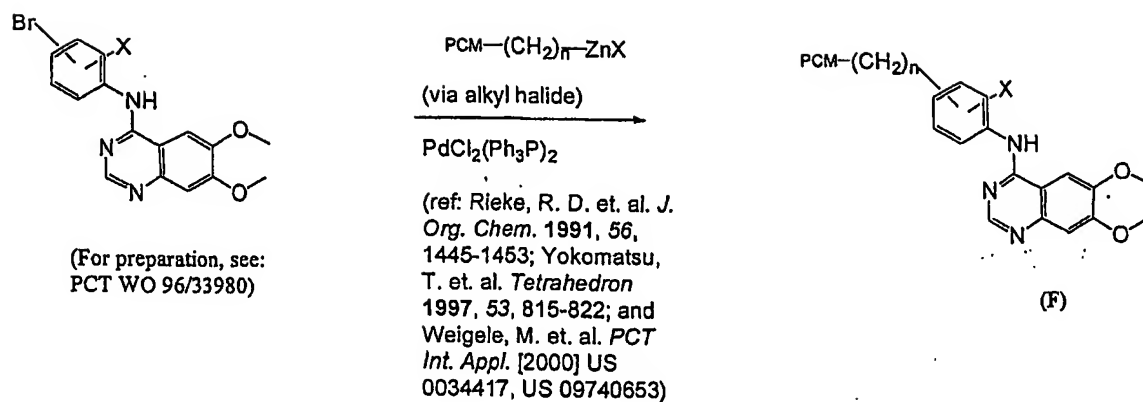 Br
X
NH
N
N
O
O
(For preparation, see:
PCT WO 96/33980)
PCM—(CH₂)n—ZnX
(via alkyl halide)
PdCl₂(Ph₃P)₂
(ref: Rieke, R. D. et. al. J.
Org. Chem. 1991, 56,
1445-1453; Yokomatsu,
T. et. al. Tetrahedron
1997, 53, 815-822; and
Weigele, M. et. al. PCT
Int. Appl. [2000] US
0034417, US 09740653)
PCM—(CH₂)n
X
NH
N
N
O
O
(F)